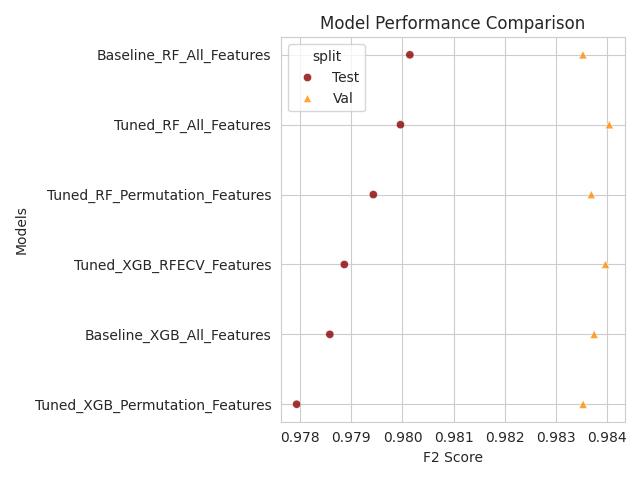 Model Performance Comparison
split
Test
Val
Baseline_RF_All_Features
Tuned_RF_All_Features
Tuned_RF_Permutation_Features
Tuned_XGB_RFECV_Features
Baseline_XGB_All_Features
Tuned_XGB_Permutation_Features
Models
0.978 0.979 0.980 0.981 0.982 0.983 0.984
F2 Score